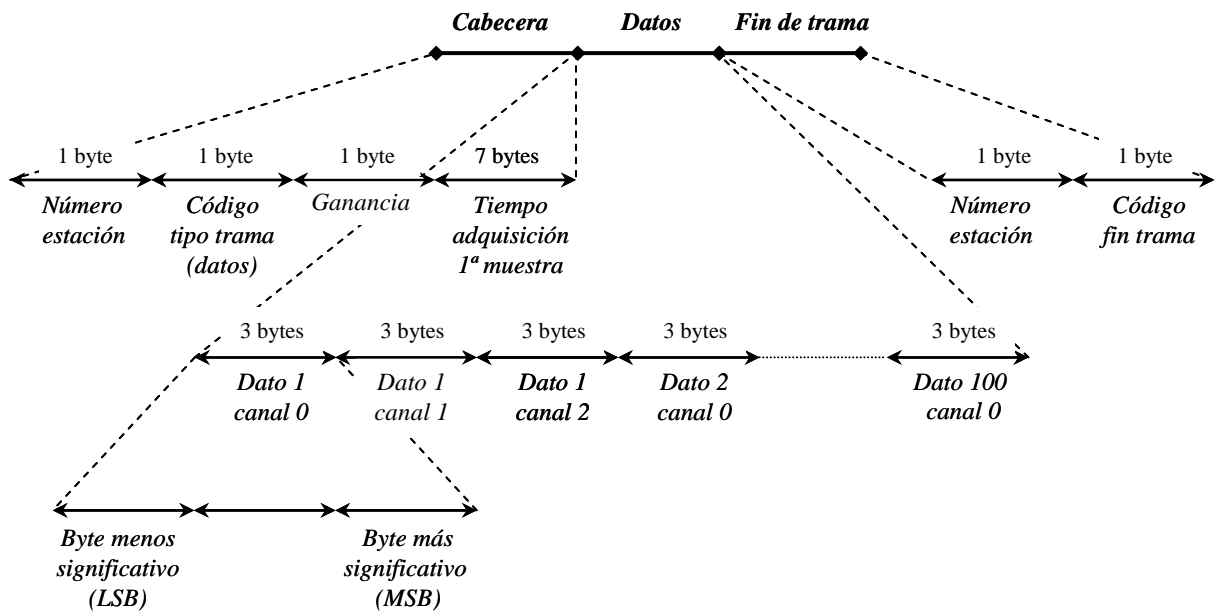 Cabecera Datos Fin de trama
1 byte 1 byte 1 byte 7 bytes 1 byte 1 byte
Número Código Ganancia Tiempo Número Código
estación tipo trama adquisición estación fin trama
(datos) 1ª muestra
3 bytes 3 bytes 3 bytes 3 bytes 3 bytes
Dato 1 Dato 1 Dato 1 Dato 2 Dato 100
canal 0 canal 1 canal 2 canal 0 canal 0
Byte menos Byte más
significativo significativo
(LSB) (MSB)